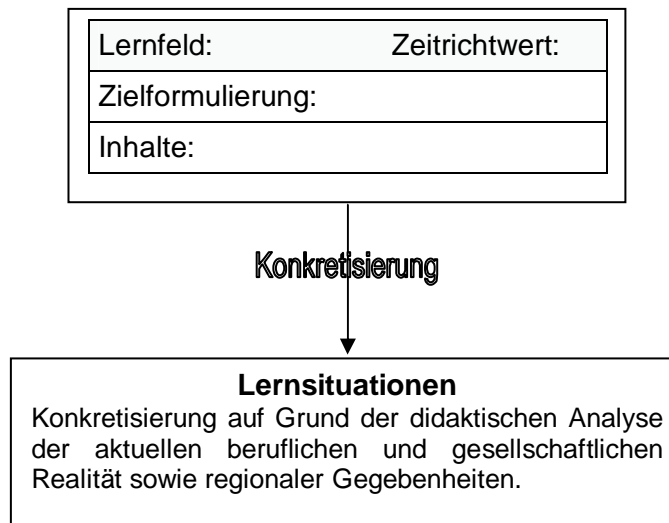 Lernfeld: Zeitrichtwert:
Zielformulierung:
Inhalte:
Konkretisierung
Lernsituationen
Konkretisierung auf Grund der didaktischen Analyse
der aktuellen beruflichen und gesellschaftlichen
Realität sowie regionaler Gegebenheiten.